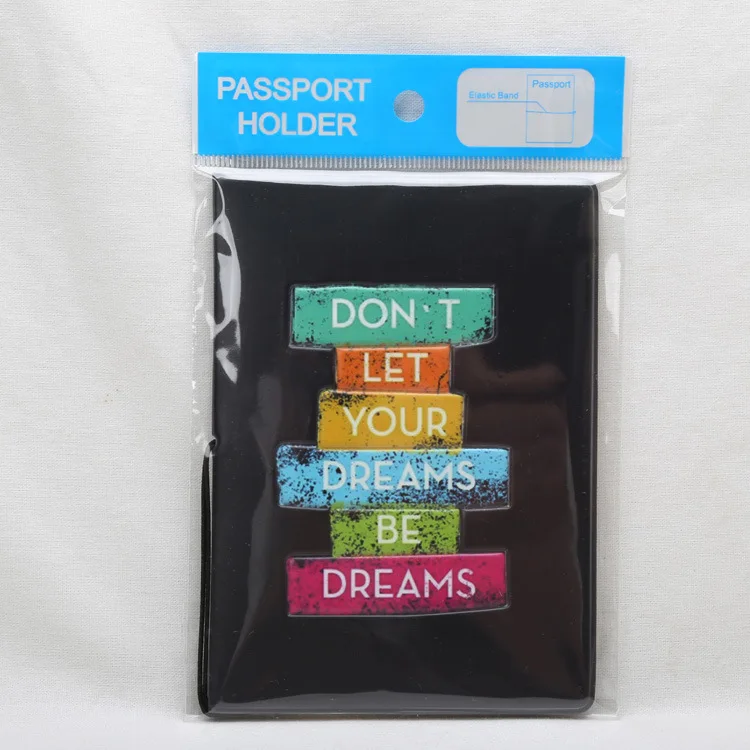 PASSPORT
HOLDER
Passport
Elastic Band
DON`T
LET
YOUR
DREAMS
BE
DREAMS